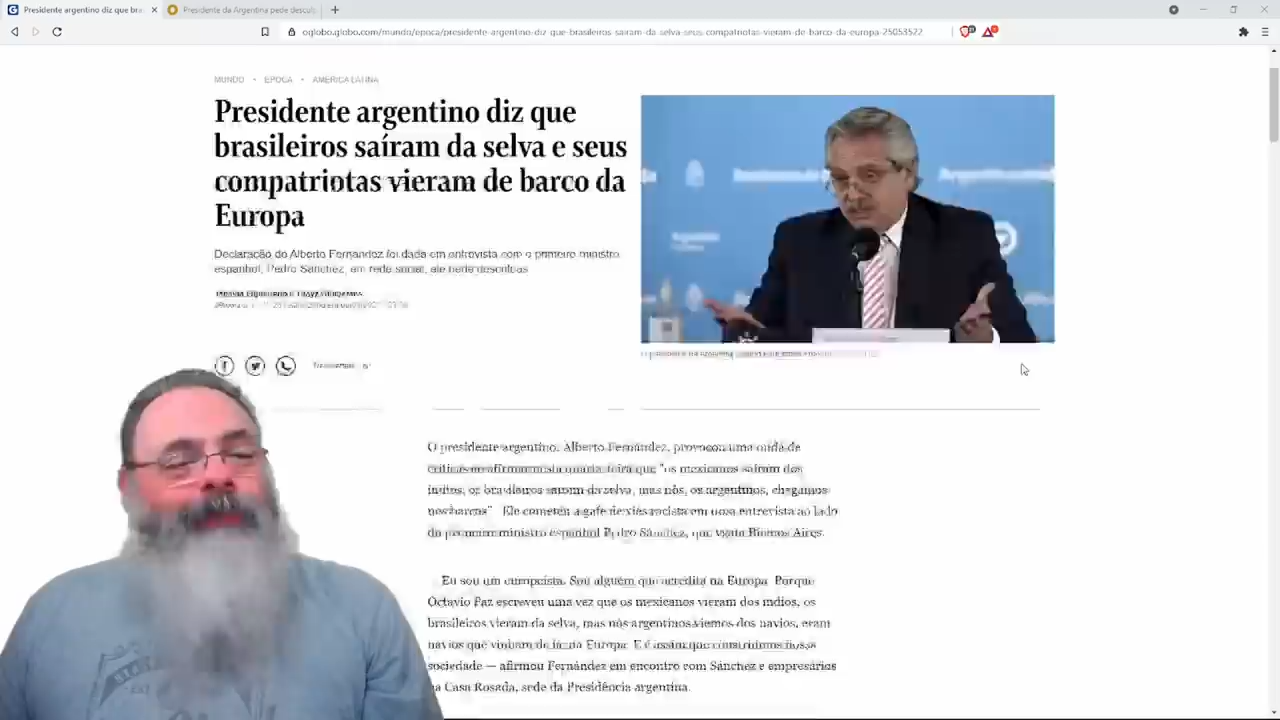 Presidente argentino diz que bra
Presidente da Argentina pede descul
oglobo.globo.com/mundo/epoca/presidente-argentino-diz-que-brasileiros-sairam-da-selva-seus-compatriotas-vieram-de-barco-da-europa-25053522
MUNDO • EPOCA • AMERICA LATINA
Presidente argentino diz que
brasileiros saíram da selva e seus
compatriotas vieram de barco da
Europa
Declaração de Alberto Fernández foi dada em entrevista com o primeiro ministro
espanhol, Pedro Sánchez, em rede social, ele pede desculpas
O presidente argentino, Alberto Fernández, provocou uma onda de
críticas ao afirmar nesta quarta-feira que "os mexicanos saíram dos
índios, os brasileiros saíram da selva, mas nós, os argentinos, chegamos
nos barcos". Ele cometeu a gafe de viés racista em uma entrevista ao lado
do primeiro ministro espanhol Pedro Sánchez, que visita Buenos Aires.
Eu sou um europeísta. Sou alguém que acredita na Europa. Porque
Octavio Paz escreveu uma vez que os mexicanos vieram dos índios, os
brasileiros vieram da selva, mas nós argentinos viemos dos navios, eram
navios que vinham de lá na Europa. E é assim que construímos nossa
sociedade — afirmou Fernández em encontro com Sánchez e empresários
na Casa Rosada, sede da Presidência argentina.